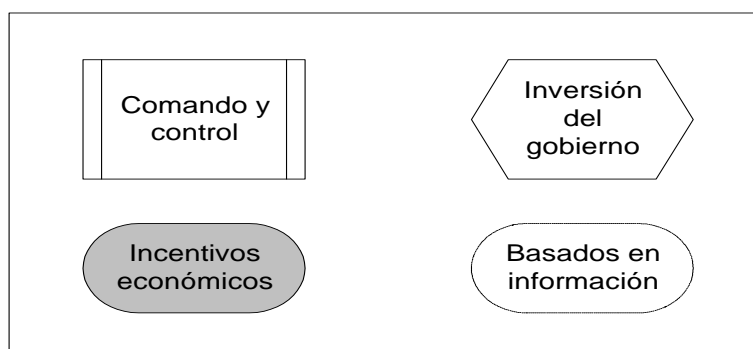 Comando y
control
Inversión
del
gobierno
Incentivos
económicos
Basados en
información